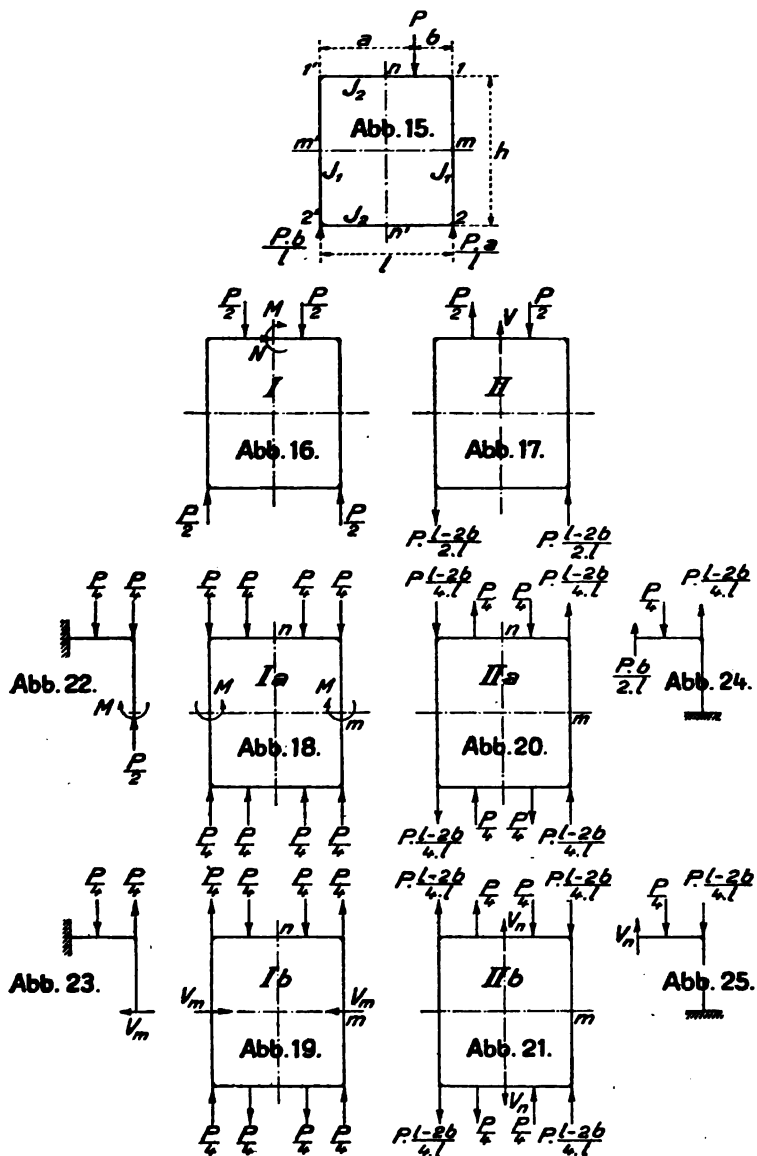 P
a b
1' n 1
J₂
Abb. 15.
m' m
J₁ J₁ h
2' J₂ 2
n'
P.b/l l P.a/l
P/2 M P/2
N
I
Abb. 16.
P/2 P/2
P/2 V P/2
II
Abb. 17.
P.(l-2b)/(2.l) P.(l-2b)/(2.l)
P/4 P/4
Abb. 22.
M
P/2
P/4 P/4 P/4 P/4
n
Ia
M M
m
Abb. 18.
P/4 P/4 P/4 P/4
P.(l-2b)/(4.l) P/4 P/4 P.(l-2b)/(4.l)
n
IIa
m
Abb. 20.
P.(l-2b)/(4.l) P/4 P/4 P.(l-2b)/(4.l)
P/4 P.(l-2b)/(4.l)
P.b/(2.l) Abb. 24.
P/4 P/4
Abb. 23.
Vm
P/4 P/4 P/4 P/4
n
Ib
Vm Vm
m
Abb. 19.
P/4 P/4 P/4 P/4
P.(l-2b)/(4.l) P/4 P/4 P.(l-2b)/(4.l)
Vn
IIb
m
Abb. 21.
Vn
P.(l-2b)/(4.l) P/4 P/4 P.(l-2b)/(4.l)
P/4 P.(l-2b)/(4.l)
Vn
Abb. 25.